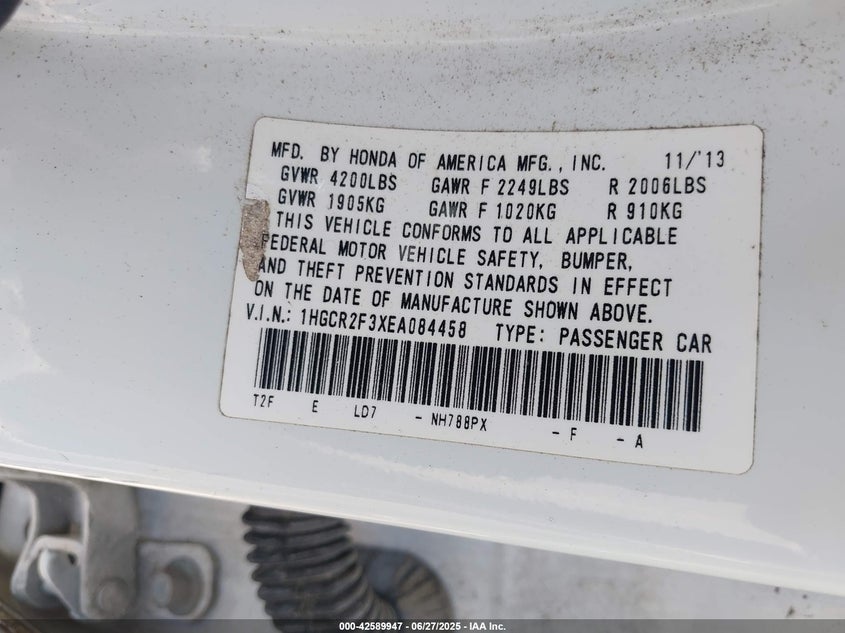 MFD. BY HONDA OF AMERICA MFG., INC. 11/'13
GVWR 4200LBS GAWR F 2249LBS R 2006LBS
GVWR 1905KG GAWR F 1020KG R 910KG
THIS VEHICLE CONFORMS TO ALL APPLICABLE
FEDERAL MOTOR VEHICLE SAFETY, BUMPER,
AND THEFT PREVENTION STANDARDS IN EFFECT
ON THE DATE OF MANUFACTURE SHOWN ABOVE.
V.I.N.: 1HGCR2F3XEA084458 TYPE: PASSENGER CAR
T2F E LD7 - NH788PX - F - A
000-42589947 - 06/27/2025 - IAA Inc.